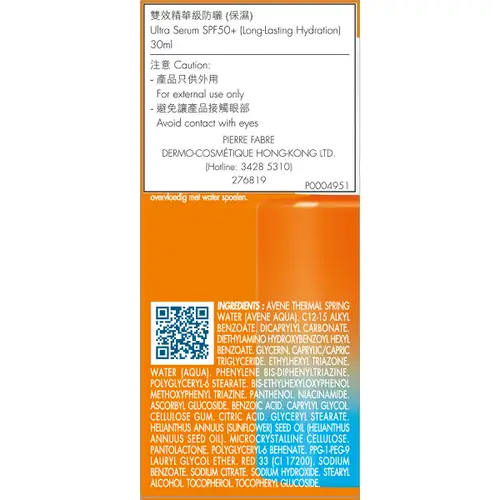 雙效精華級防曬 (保濕)
Ultra Serum SPF50+ (Long-Lasting Hydration)
30ml
注意 Caution:
- 產品只供外用
For external use only
- 避免讓產品接觸眼部
Avoid contact with eyes
PIERRE FABRE
DERMO-COSMÉTIQUE HONG-KONG LTD.
(Hotline: 3428 5310)
276819
P0004951
overvloedig met water spoelen.
INGREDIENTS : AVENE THERMAL SPRING
WATER (AVENE AQUA). C12-15 ALKYL
BENZOATE. DICAPRYLYL CARBONATE.
DIETHYLAMINO HYDROXYBENZOYL HEXYL
BENZOATE. GLYCERIN. CAPRYLIC/CAPRIC
TRIGLYCERIDE. ETHYLHEXYL TRIAZONE.
WATER (AQUA). PHENYLENE BIS-DIPHENYLTRIAZINE.
POLYGLYCERYL-6 STEARATE. BIS-ETHYLHEXYLOXYPHENOL
METHOXYPHENYL TRIAZINE. PANTHENOL. NIACINAMIDE.
ASCORBYL GLUCOSIDE. BENZOIC ACID. CAPRYLYL GLYCOL.
CELLULOSE GUM. CITRIC ACID. GLYCERYL STEARATE.
HELIANTHUS ANNUUS (SUNFLOWER) SEED OIL (HELIANTHUS
ANNUUS SEED OIL). MICROCRYSTALLINE CELLULOSE.
PANTOLACTONE. POLYGLYCERYL-6 BEHENATE. PPG-1-PEG-9
LAURYL GLYCOL ETHER. RED 33 (CI 17200). SODIUM
BENZOATE. SODIUM CITRATE. SODIUM HYDROXIDE. STEARYL
ALCOHOL. TOCOPHEROL. TOCOPHERYL GLUCOSIDE.